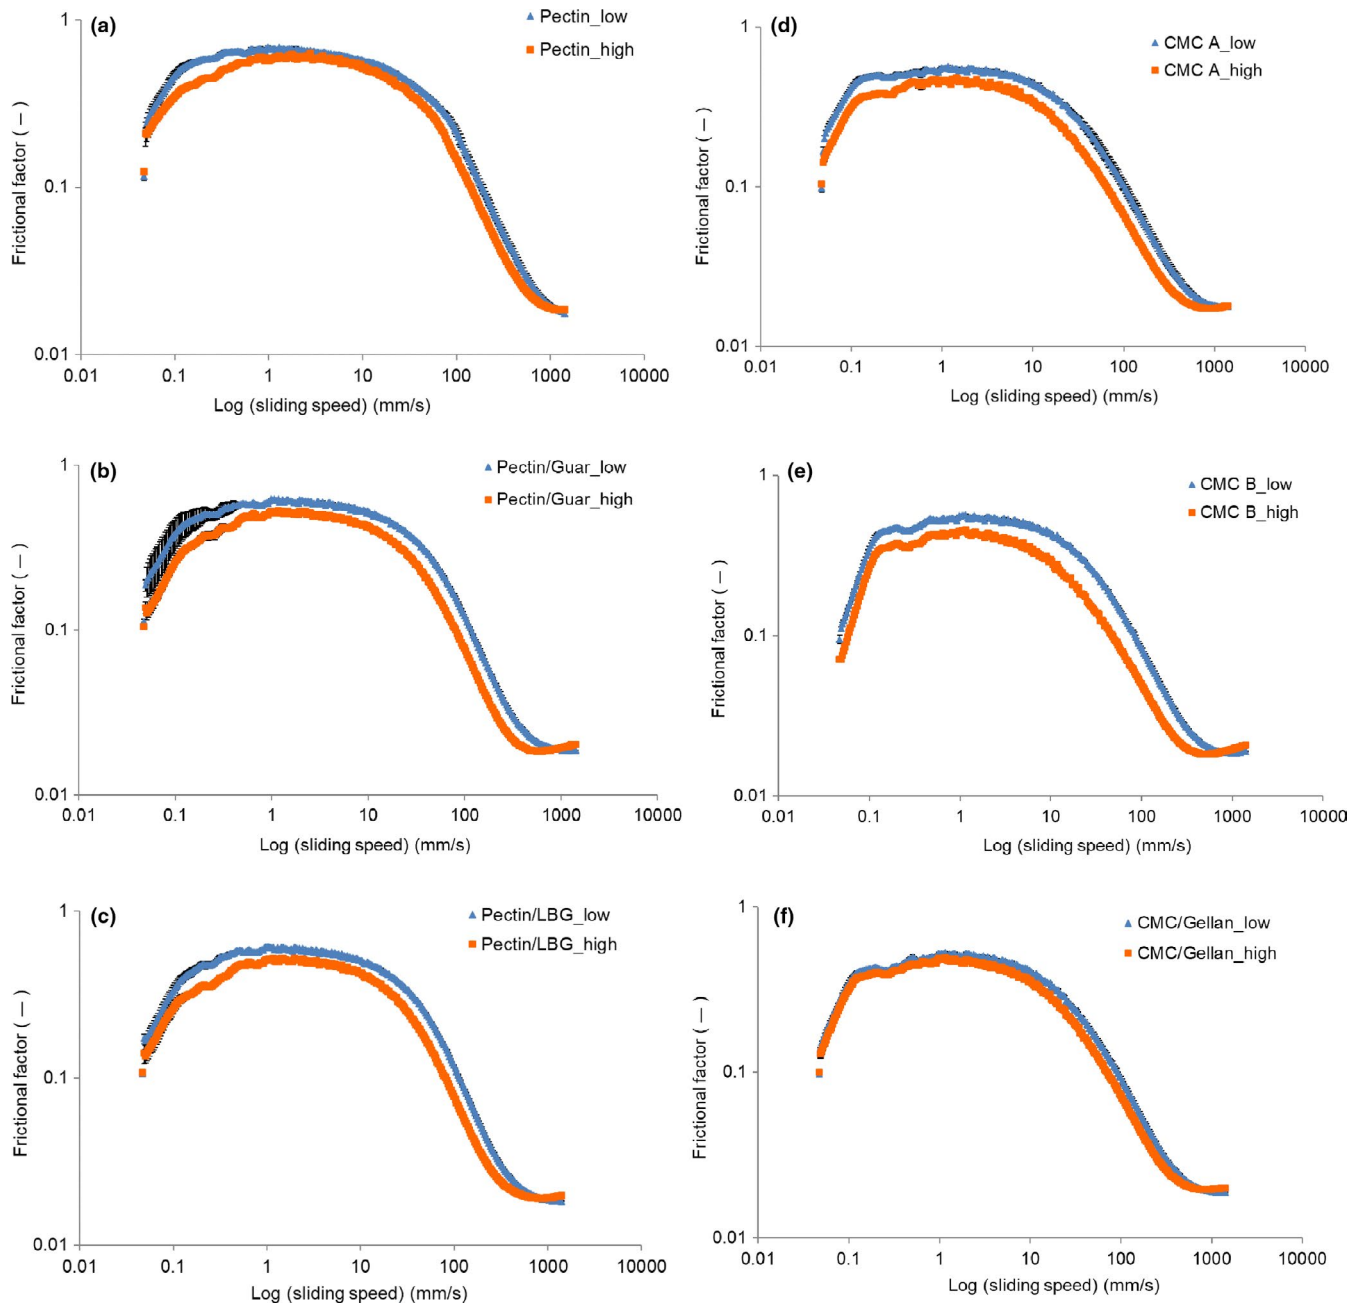 (a)
Pectin_low
Pectin_high
1
0.1
0.01
Frictional factor ( — )
0.01 0.1 1 10 100 1000 10000
Log (sliding speed) (mm/s)
(d)
CMC A_low
CMC A_high
1
0.1
0.01
Frictional factor ( — )
0.01 0.1 1 10 100 1000 10000
Log (sliding speed) (mm/s)
(b)
Pectin/Guar_low
Pectin/Guar_high
1
0.1
0.01
Frictional factor ( — )
0.01 0.1 1 10 100 1000 10000
Log (sliding speed) (mm/s)
(e)
CMC B_low
CMC B_high
1
0.1
0.01
Frictional factor ( — )
0.01 0.1 1 10 100 1000 10000
Log (sliding speed) (mm/s)
(c)
Pectin/LBG_low
Pectin/LBG_high
1
0.1
0.01
Frictional factor ( — )
0.01 0.1 1 10 100 1000 10000
Log (sliding speed) (mm/s)
(f)
CMC/Gellan_low
CMC/Gellan_high
1
0.1
0.01
Frictional factor ( — )
0.01 0.1 1 10 100 1000 10000
Log (sliding speed) (mm/s)